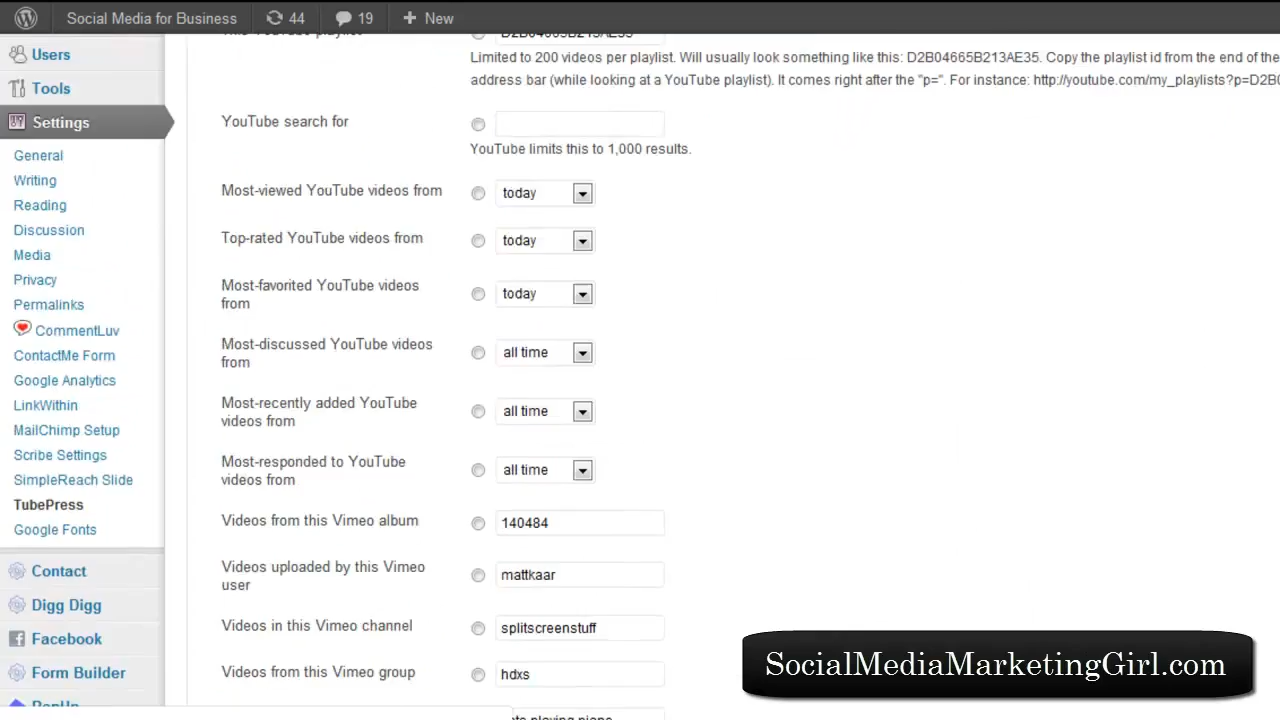 Social Media for Business 44 19 New
Users
Tools
Settings
General
Writing
Reading
Discussion
Media
Privacy
Permalinks
CommentLuv
ContactMe Form
Google Analytics
LinkWithin
MailChimp Setup
Scribe Settings
SimpleReach Slide
TubePress
Google Fonts
Contact
Digg Digg
Facebook
Form Builder
PopUp
This YouTube playlist D2B04665B213AE35
Limited to 200 videos per playlist. Will usually look something like this: D2B04665B213AE35. Copy the playlist id from the end of the
address bar (while looking at a YouTube playlist). It comes right after the "p=". For instance: http://youtube.com/my_playlists?p=D2B0
YouTube search for
YouTube limits this to 1,000 results.
Most-viewed YouTube videos from today
Top-rated YouTube videos from today
Most-favorited YouTube videos
from today
Most-discussed YouTube videos
from all time
Most-recently added YouTube
videos from all time
Most-responded to YouTube
videos from all time
Videos from this Vimeo album 140484
Videos uploaded by this Vimeo
user mattkaar
Videos in this Vimeo channel splitscreenstuff
Videos from this Vimeo group hdxs
playing piano
SocialMediaMarketingGirl.com